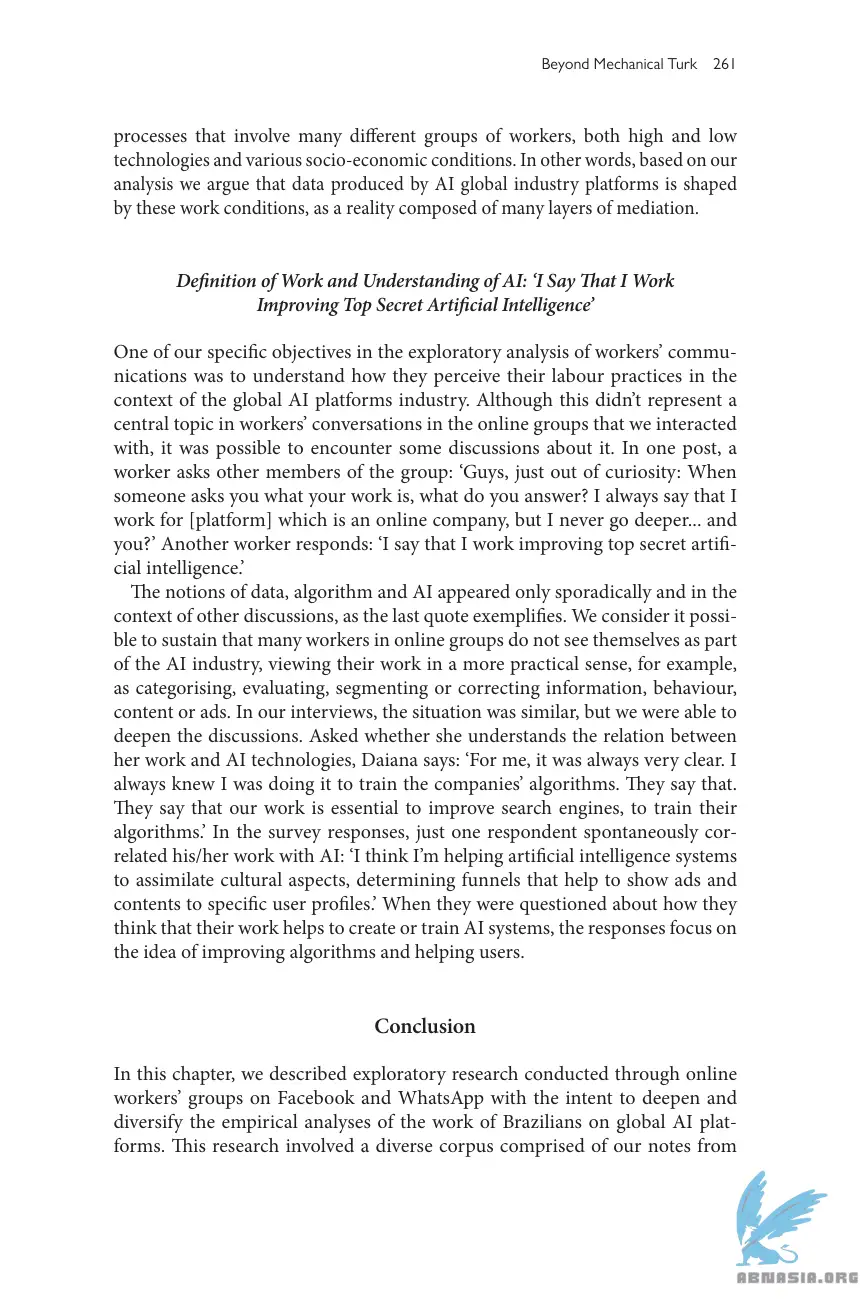 Beyond Mechanical Turk 261
processes that involve many different groups of workers, both high and low
technologies and various socio-economic conditions. In other words, based on our
analysis we argue that data produced by AI global industry platforms is shaped
by these work conditions, as a reality composed of many layers of mediation.
Definition of Work and Understanding of AI: ‘I Say That I Work
Improving Top Secret Artificial Intelligence’
One of our specific objectives in the exploratory analysis of workers’ commu-
nications was to understand how they perceive their labour practices in the
context of the global AI platforms industry. Although this didn’t represent a
central topic in workers’ conversations in the online groups that we interacted
with, it was possible to encounter some discussions about it. In one post, a
worker asks other members of the group: ‘Guys, just out of curiosity: When
someone asks you what your work is, what do you answer? I always say that I
work for [platform] which is an online company, but I never go deeper... and
you?’ Another worker responds: ‘I say that I work improving top secret artifi-
cial intelligence.’
The notions of data, algorithm and AI appeared only sporadically and in the
context of other discussions, as the last quote exemplifies. We consider it possi-
ble to sustain that many workers in online groups do not see themselves as part
of the AI industry, viewing their work in a more practical sense, for example,
as categorising, evaluating, segmenting or correcting information, behaviour,
content or ads. In our interviews, the situation was similar, but we were able to
deepen the discussions. Asked whether she understands the relation between
her work and AI technologies, Daiana says: ‘For me, it was always very clear. I
always knew I was doing it to train the companies’ algorithms. They say that.
They say that our work is essential to improve search engines, to train their
algorithms.’ In the survey responses, just one respondent spontaneously cor-
related his/her work with AI: ‘I think I’m helping artificial intelligence systems
to assimilate cultural aspects, determining funnels that help to show ads and
contents to specific user profiles.’ When they were questioned about how they
think that their work helps to create or train AI systems, the responses focus on
the idea of improving algorithms and helping users.
Conclusion
In this chapter, we described exploratory research conducted through online
workers’ groups on Facebook and WhatsApp with the intent to deepen and
diversify the empirical analyses of the work of Brazilians on global AI plat-
forms. This research involved a diverse corpus comprised of our notes from
ABNASIA.ORG